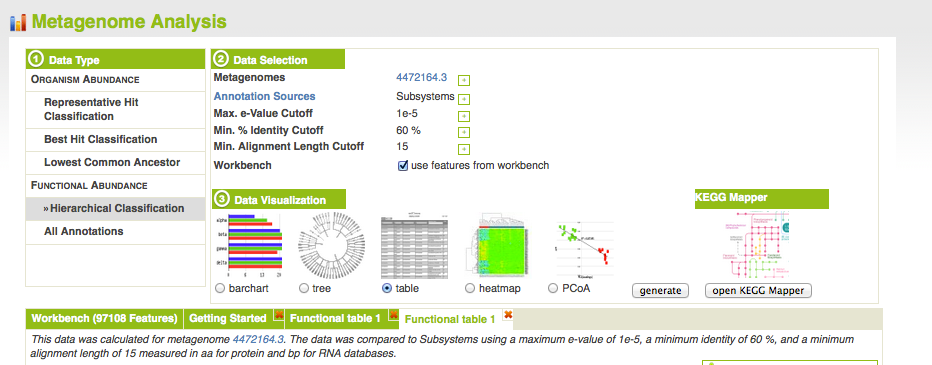 Metagenome Analysis
1 Data Type
ORGANISM ABUNDANCE
Representative Hit
Classification
Best Hit Classification
Lowest Common Ancestor
FUNCTIONAL ABUNDANCE
» Hierarchical Classification
All Annotations
2 Data Selection
Metagenomes 4472164.3 +
Annotation Sources Subsystems +
Max. e-Value Cutoff 1e-5 +
Min. % Identity Cutoff 60 % +
Min. Alignment Length Cutoff 15 +
Workbench use features from workbench
3 Data Visualization
KEGG Mapper
alpha
beta
gamma
delta
barchart tree table heatmap PCoA generate open KEGG Mapper
Workbench (97108 Features) Getting Started Functional table 1 Functional table 1
This data was calculated for metagenome 4472164.3. The data was compared to Subsystems using a maximum e-value of 1e-5, a minimum identity of 60 %, and a minimum
alignment length of 15 measured in aa for protein and bp for RNA databases.